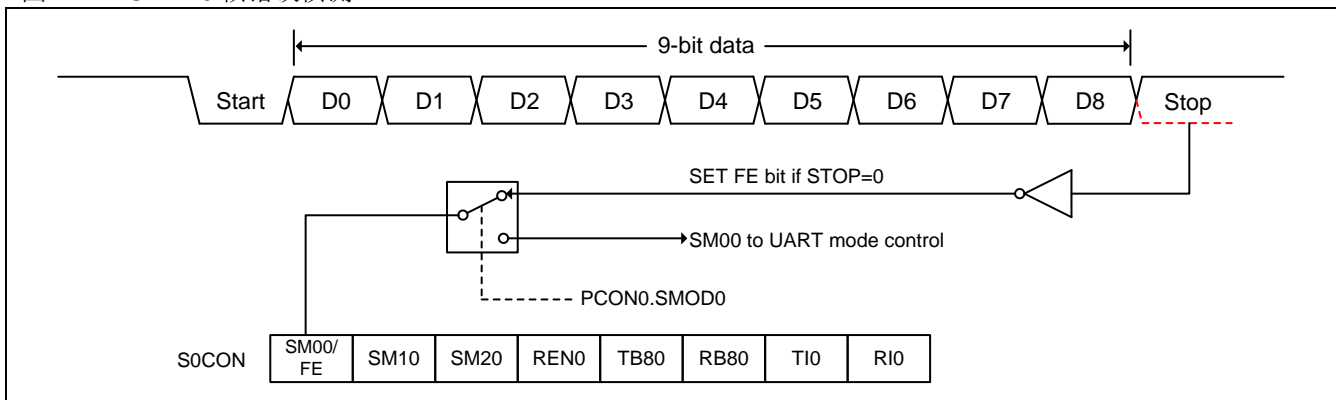 9-bit data
Start D0 D1 D2 D3 D4 D5 D6 D7 D8 Stop
SET FE bit if STOP=0
SM00 to UART mode control
PCON0.SMOD0
S0CON SM00/FE SM10 SM20 REN0 TB80 RB80 TI0 RI0